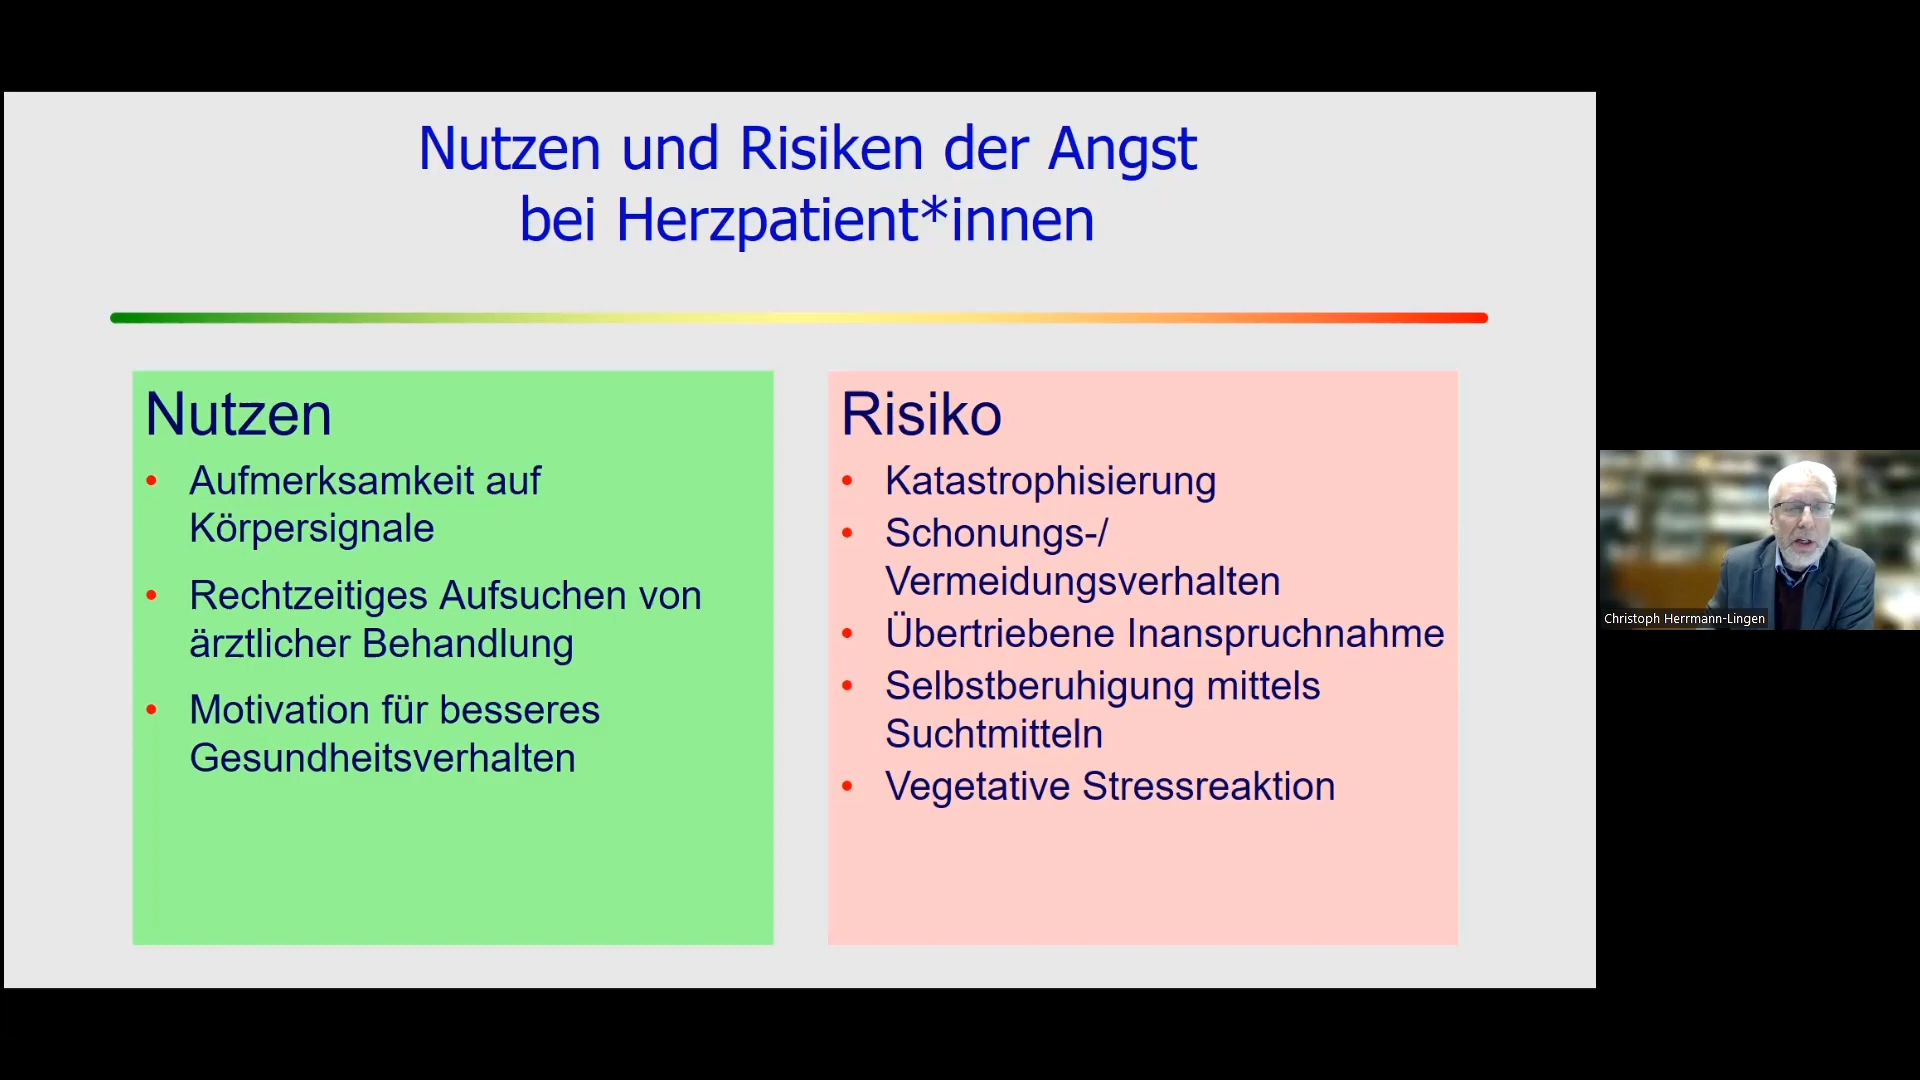 Nutzen und Risiken der Angst
bei Herzpatient*innen
Nutzen
• Aufmerksamkeit auf
Körpersignale
• Rechtzeitiges Aufsuchen von
ärztlicher Behandlung
• Motivation für besseres
Gesundheitsverhalten
Risiko
• Katastrophisierung
• Schonungs-/
Vermeidungsverhalten
• Übertriebene Inanspruchnahme
• Selbstberuhigung mittels
Suchtmitteln
• Vegetative Stressreaktion
Christoph Herrmann-Lingen